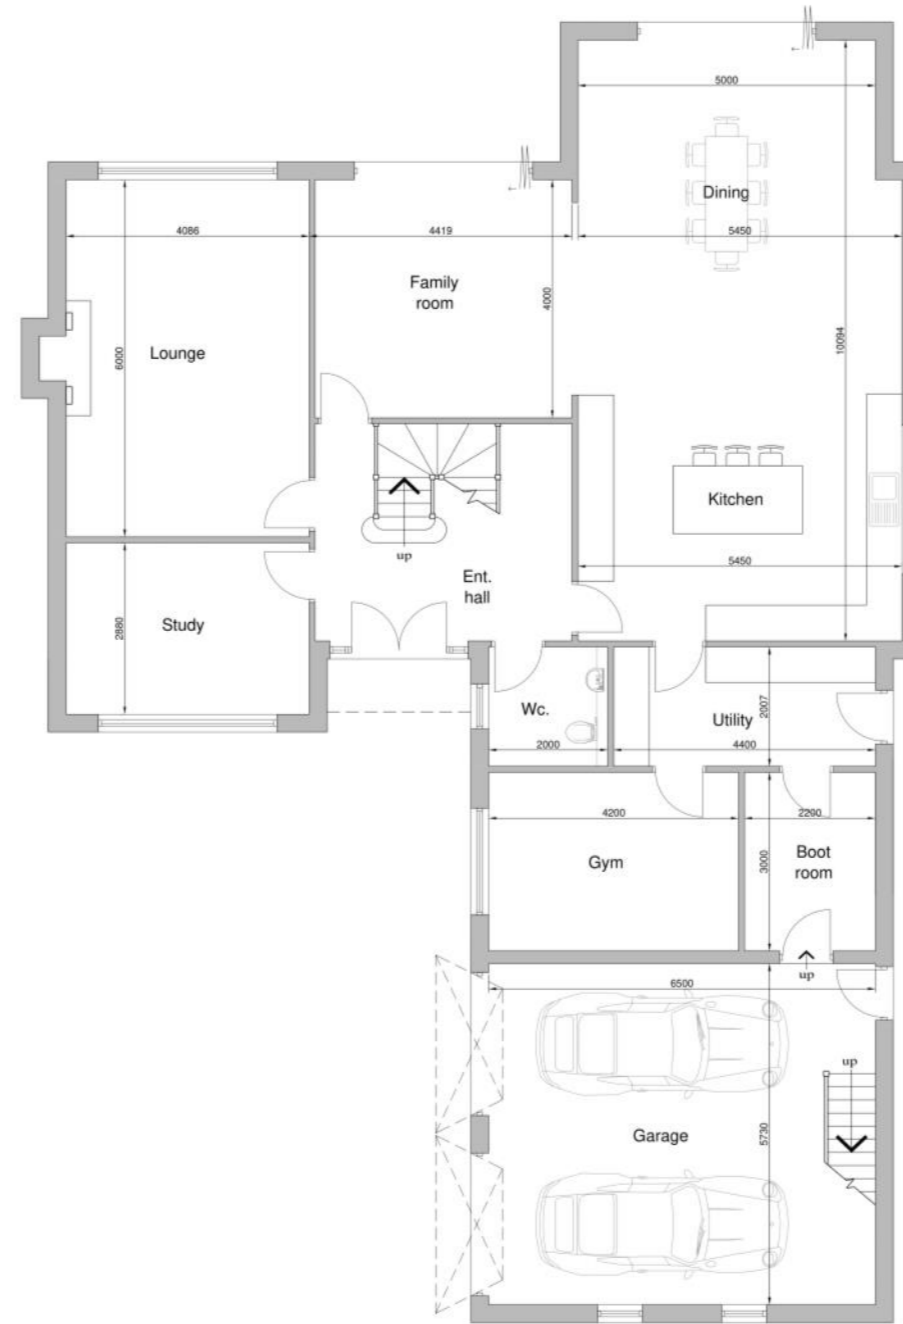 5000
Dining
4086
4419
5450
Family
room
4000
10094
Lounge
6000
Kitchen
up
5450
Ent.
hall
Study
2880
Wc.
2000
Utility
2007
4400
4200
2200
Gym
3000
Boot
room
up
6500
up
Garage
5730